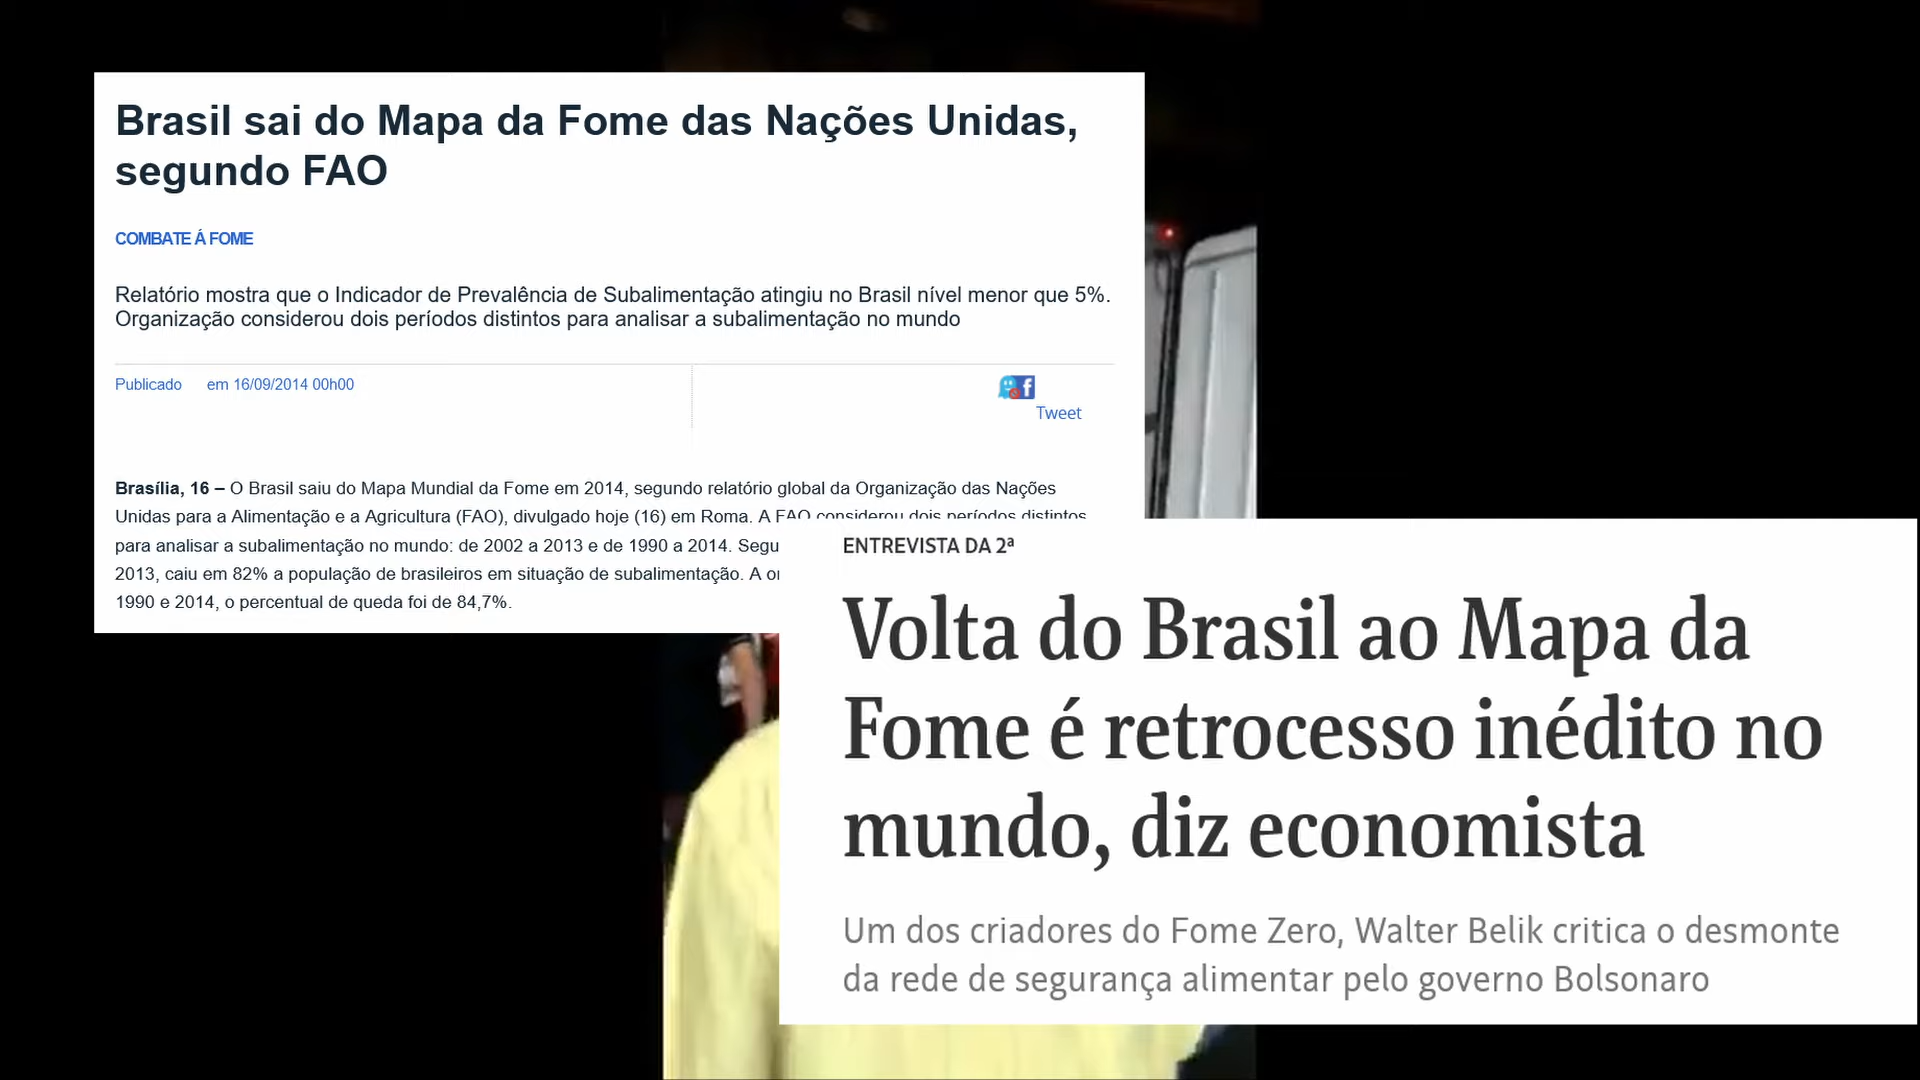 Brasil sai do Mapa da Fome das Nações Unidas,
segundo FAO
COMBATE Á FOME
Relatório mostra que o Indicador de Prevalência de Subalimentação atingiu no Brasil nível menor que 5%.
Organização considerou dois períodos distintos para analisar a subalimentação no mundo
Publicado em 16/09/2014 00h00
Tweet
Brasília, 16 – O Brasil saiu do Mapa Mundial da Fome em 2014, segundo relatório global da Organização das Nações
Unidas para a Alimentação e a Agricultura (FAO), divulgado hoje (16) em Roma. A FAO considerou dois períodos distintos
para analisar a subalimentação no mundo: de 2002 a 2013 e de 1990 a 2014. Segu
2013, caiu em 82% a população de brasileiros em situação de subalimentação. A
1990 e 2014, o percentual de queda foi de 84,7%.
ENTREVISTA DA 2ª
Volta do Brasil ao Mapa da
Fome é retrocesso inédito no
mundo, diz economista
Um dos criadores do Fome Zero, Walter Belik critica o desmonte
da rede de segurança alimentar pelo governo Bolsonaro